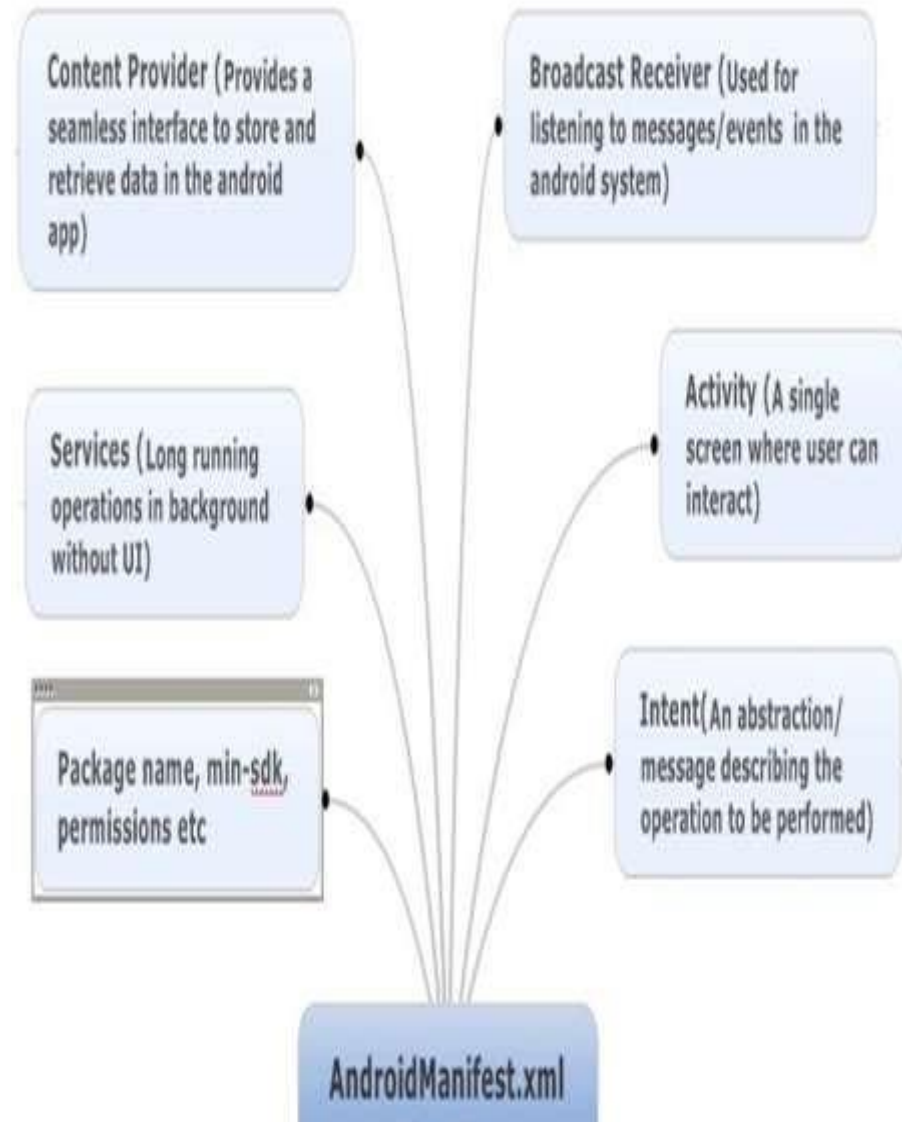 Content Provider (Provides a
seamless interface to store and
retrieve data in the android
app)
Broadcast Receiver (Used for
listening to messages/events in the
android system)
Services (Long running
operations in background
without UI)
Activity (A single
screen where user can
interact)
Package name, min-sdk,
permissions etc
Intent(An abstraction/
message describing the
operation to be performed)
AndroidManifest.xml